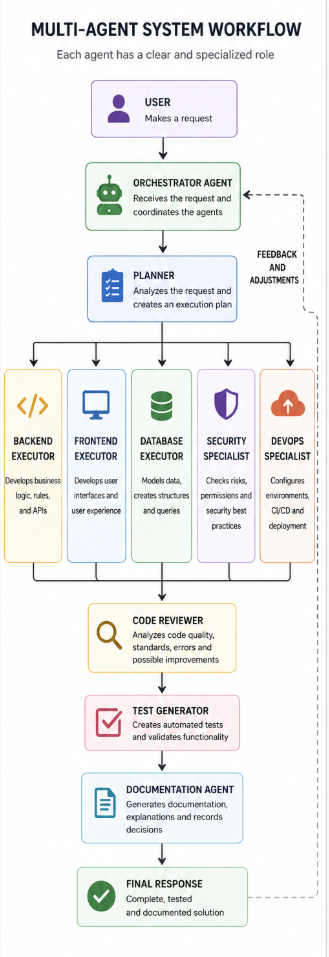 MULTI-AGENT SYSTEM WORKFLOW
Each agent has a clear and specialized role
USER
Makes a request
ORCHESTRATOR AGENT
Receives the request and
coordinates the agents
FEEDBACK
AND
ADJUSTMENTS
PLANNER
Analyzes the request and
creates an execution plan
BACKEND
EXECUTOR
Develops business
logic, rules,
and APIs
FRONTEND
EXECUTOR
Develops user
interfaces and
user experience
DATABASE
EXECUTOR
Models data,
creates structures
and queries
SECURITY
SPECIALIST
Checks risks,
permissions and
security best
practices
DEVOPS
SPECIALIST
Configures
environments,
CI/CD and
deployment
CODE REVIEWER
Analyzes code quality,
standards, errors and
possible improvements
TEST GENERATOR
Creates automated tests
and validates functionality
DOCUMENTATION AGENT
Generates documentation,
explanations and records
decisions
FINAL RESPONSE
Complete, tested
and documented solution